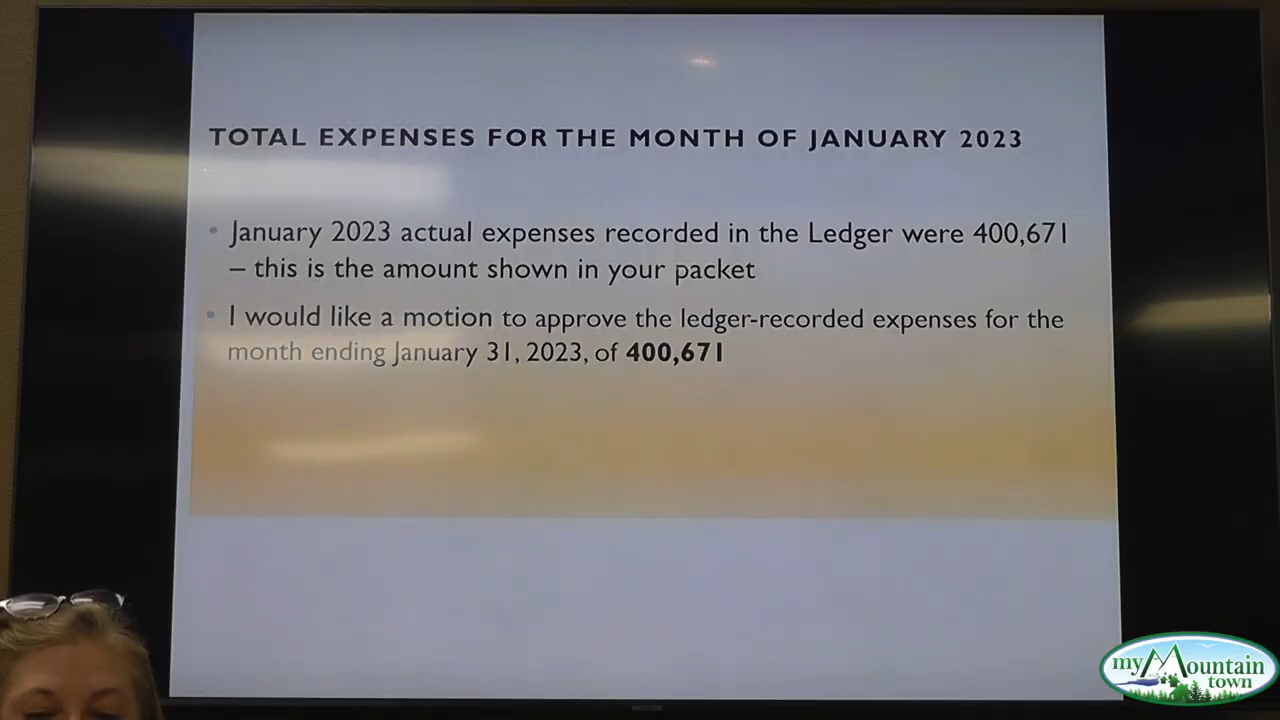 TOTAL EXPENSES FOR THE MONTH OF JANUARY 2023
• January 2023 actual expenses recorded in the Ledger were 400,671
– this is the amount shown in your packet
• I would like a motion to approve the ledger-recorded expenses for the
month ending January 31, 2023, of 400,671
myMountain
town